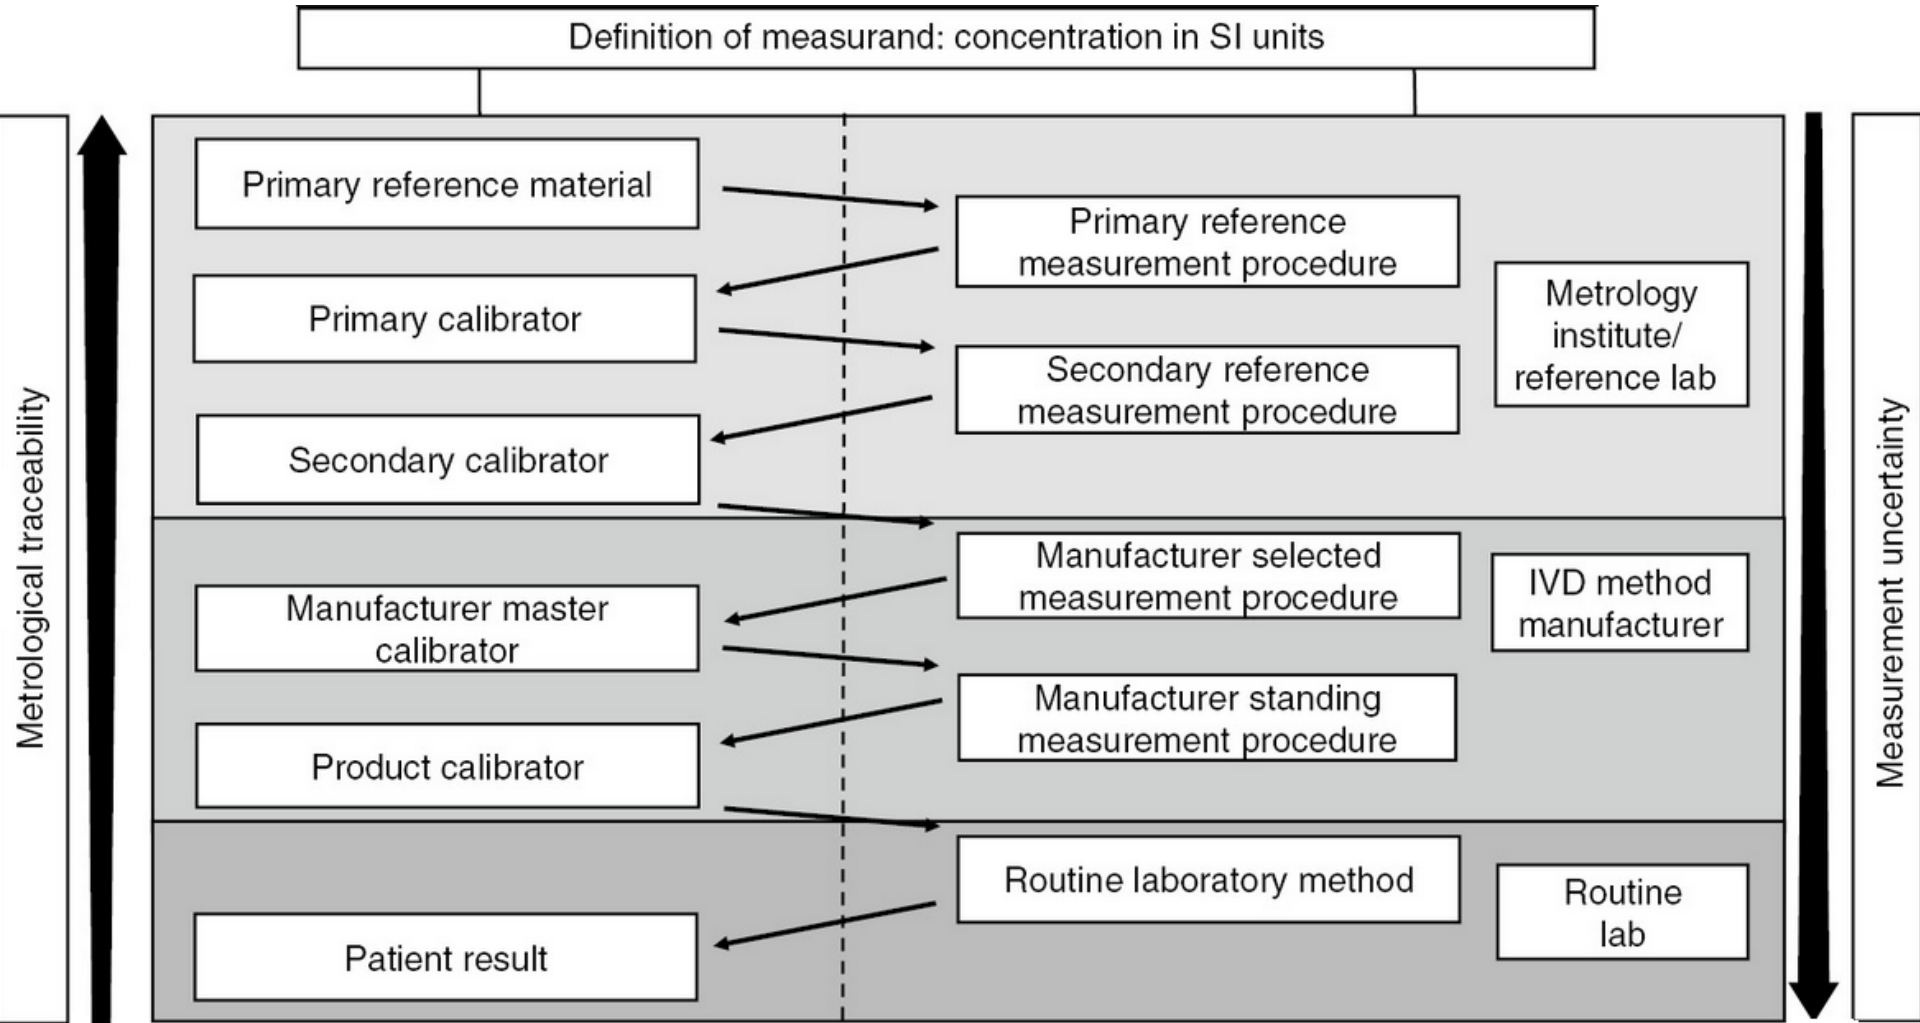 Definition of measurand: concentration in SI units
Metrological traceability
Primary reference material
Primary reference
measurement procedure
Primary calibrator
Secondary reference
measurement procedure
Secondary calibrator
Metrology
institute/
reference lab
Manufacturer selected
measurement procedure
Manufacturer master
calibrator
Manufacturer standing
measurement procedure
Product calibrator
IVD method
manufacturer
Routine laboratory method
Patient result
Routine
lab
Measurement uncertainty